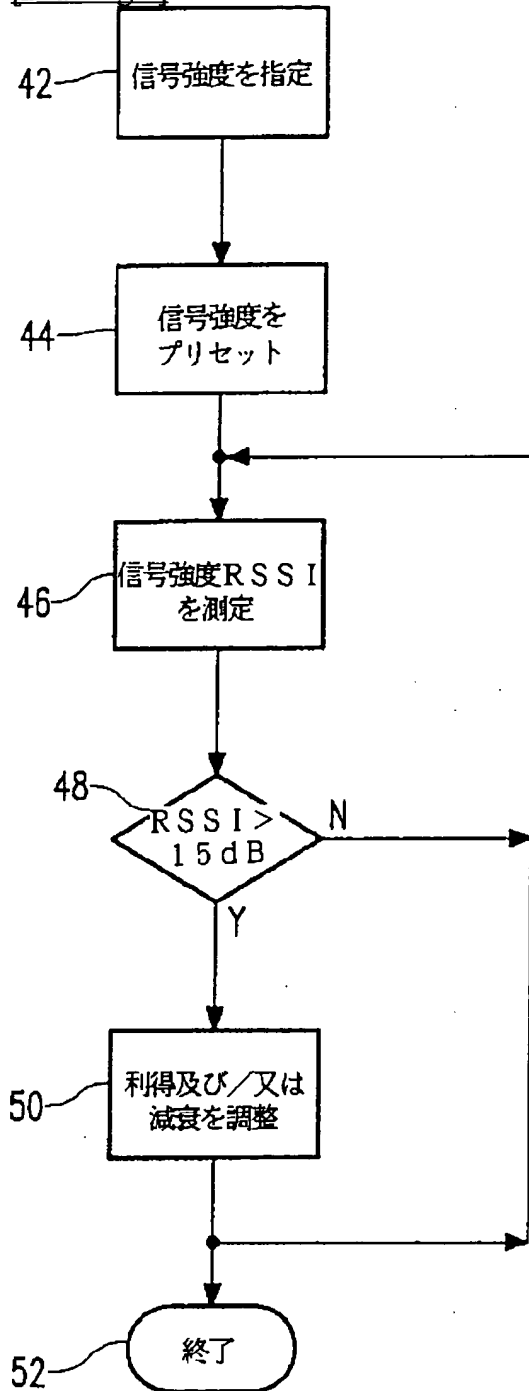 42
信号強度を指定
44
信号強度を
プリセット
46
信号強度RSSI
を測定
48
RSSI>
15dB
N
Y
50
利得及び/又は
減衰を調整
52
終了